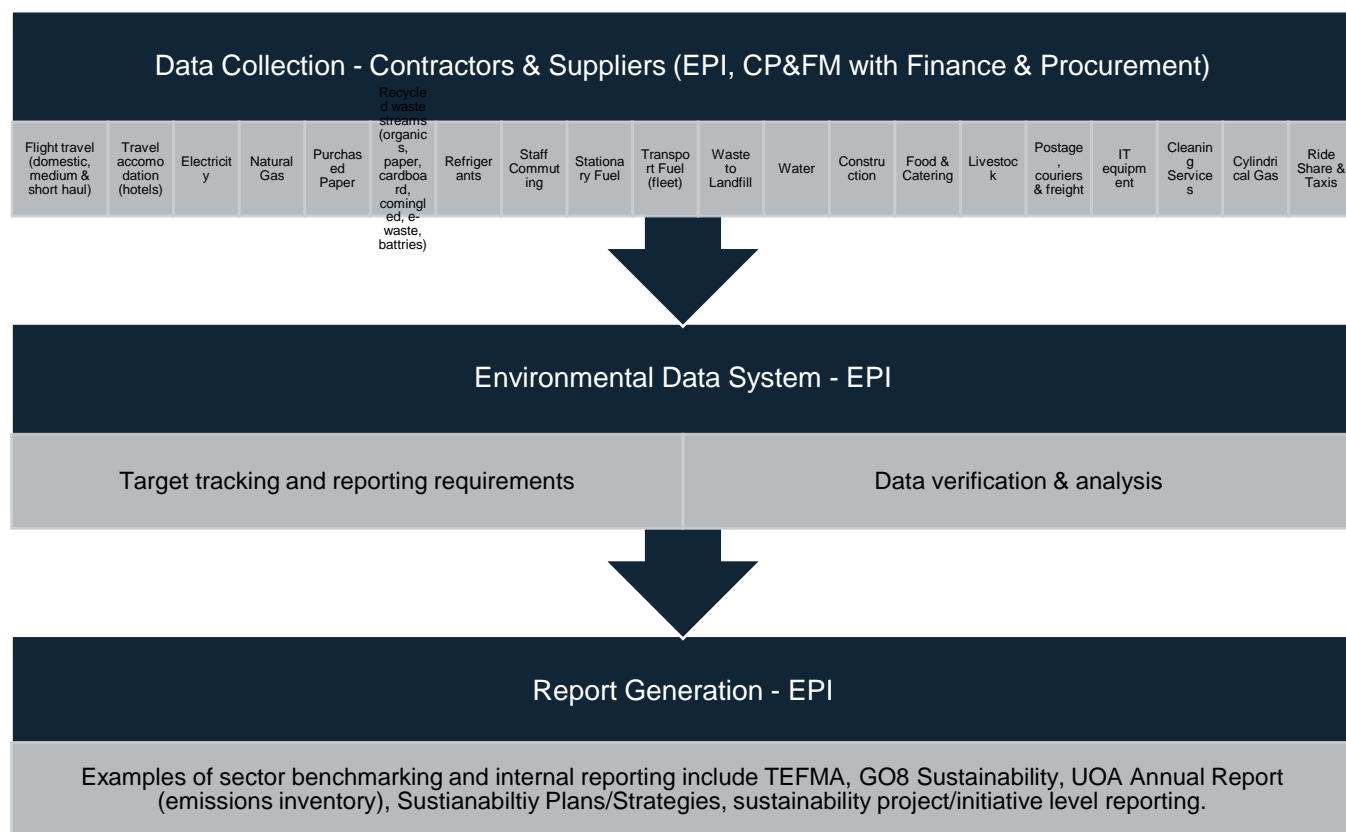 Data Collection - Contractors & Suppliers (EPI, CP&FM with Finance & Procurement)
Flight travel
(domestic,
medium &
short haul)
Travel
accomo
dation
(hotels)
Electricit
y
Natural
Gas
Purchas
ed
Paper
Recycle
d waste
streams
(organic
s,
paper,
cardboa
rd,
comingl
ed, e-
waste,
battries)
Refriger
ants
Staff
Commut
ing
Stationa
ry Fuel
Transpo
rt Fuel
(fleet)
Waste
to
Landfill
Water
Constru
ction
Food &
Catering
Livestoc
k
Postage
,
couriers
& freight
IT
equipm
ent
Cleanin
g
Service
s
Cylindri
cal Gas
Ride
Share &
Taxis
Environmental Data System - EPI
Target tracking and reporting requirements
Data verification & analysis
Report Generation - EPI
Examples of sector benchmarking and internal reporting include TEFMA, GO8 Sustainability, UOA Annual Report
(emissions inventory), Sustianabiltiy Plans/Strategies, sustainability project/initiative level reporting.